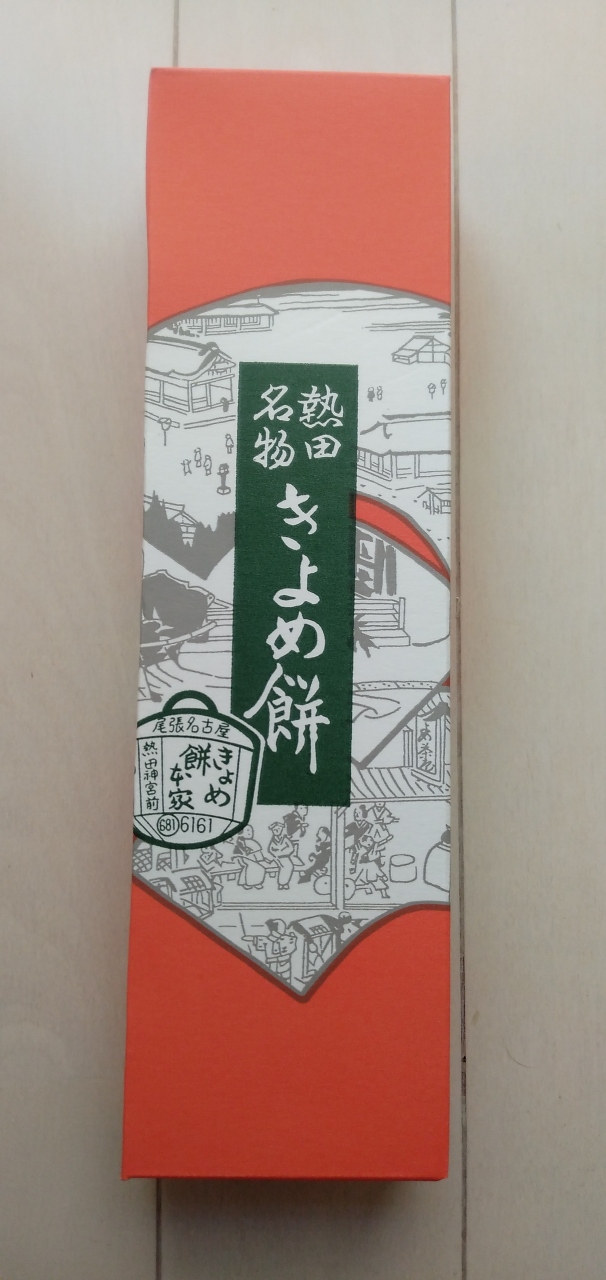 熱田
名物
きよめ餅
尾張名古屋
きよめ
餅
本家
熱田神宮前
(681)6161